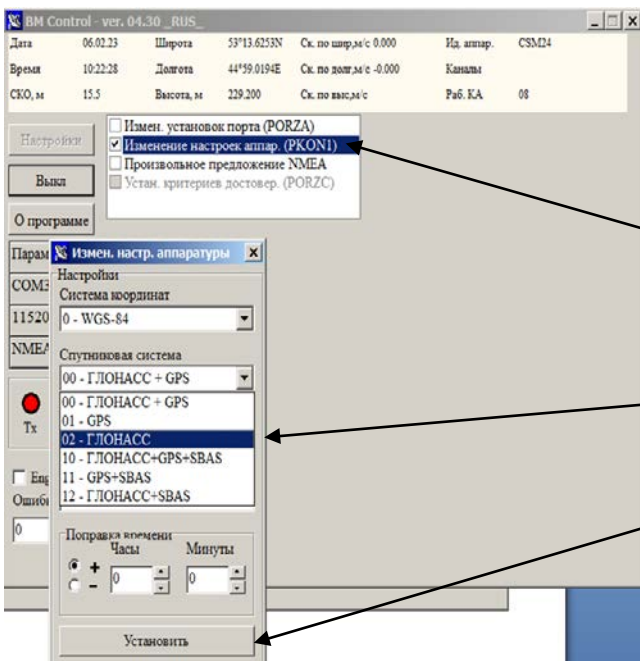 BM Control - ver. 04.30 _RUS_
Дата 06.02.23 Широта 53°13.6253N Ск. по шир,м/с 0,000 Ид. аппар. CSM24
Время 10:22:28 Долгота 44°59.0194E Ск. по долг,м/с -0.000 Каналы
СКО, м 15.5 Высота, м 229.200 Ск. по выс,м/с Раб. КА 08
Настройки
Измен. установок порта (PORZA)
Изменение настроек аппар. (PKON1)
Произвольное предложение NMEA
Устан. критериев достовер. (PORZC)
Выкл
О программе
Измен. настр. аппаратуры
Настройки
Система координат
0 - WGS-84
Спутниковая система
00 - ГЛОНАСС + GPS
00 - ГЛОНАСС + GPS
01 - GPS
02 - ГЛОНАСС
10 - ГЛОНАСС+GPS+SBAS
11 - GPS+SBAS
12 - ГЛОНАСС+SBAS
Tx
0
Поправка времени
Часы Минуты
+
-
0 0
Установить